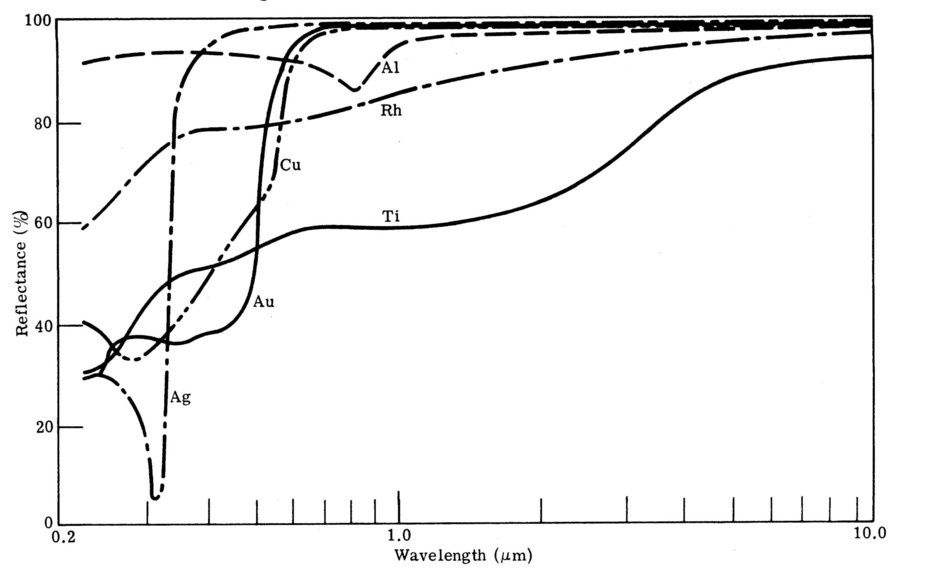 100
80
60
40
20
0
Reflectance (%)
Al
Rh
Cu
Ti
Au
Ag
0.2
1.0
10.0
Wavelength (μm)